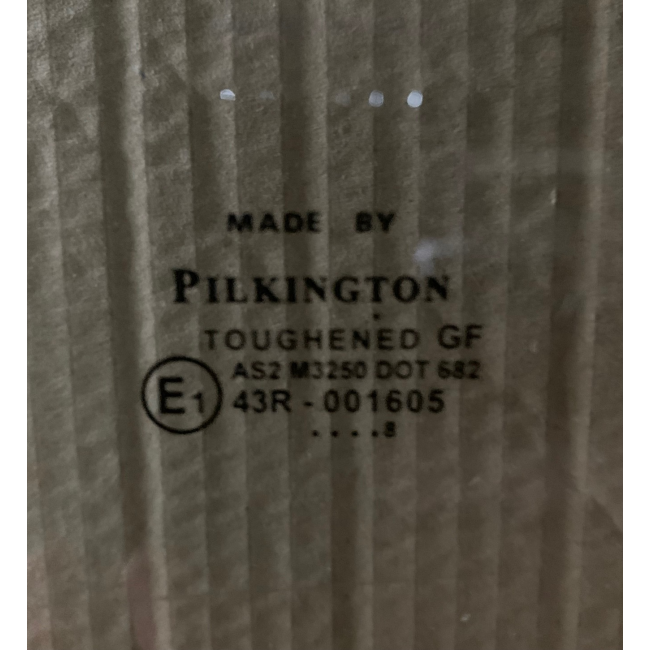 MADE BY
PILKINGTON
TOUGHENED GF
AS2 M3250 DOT 682
E1 43R - 001605
....8